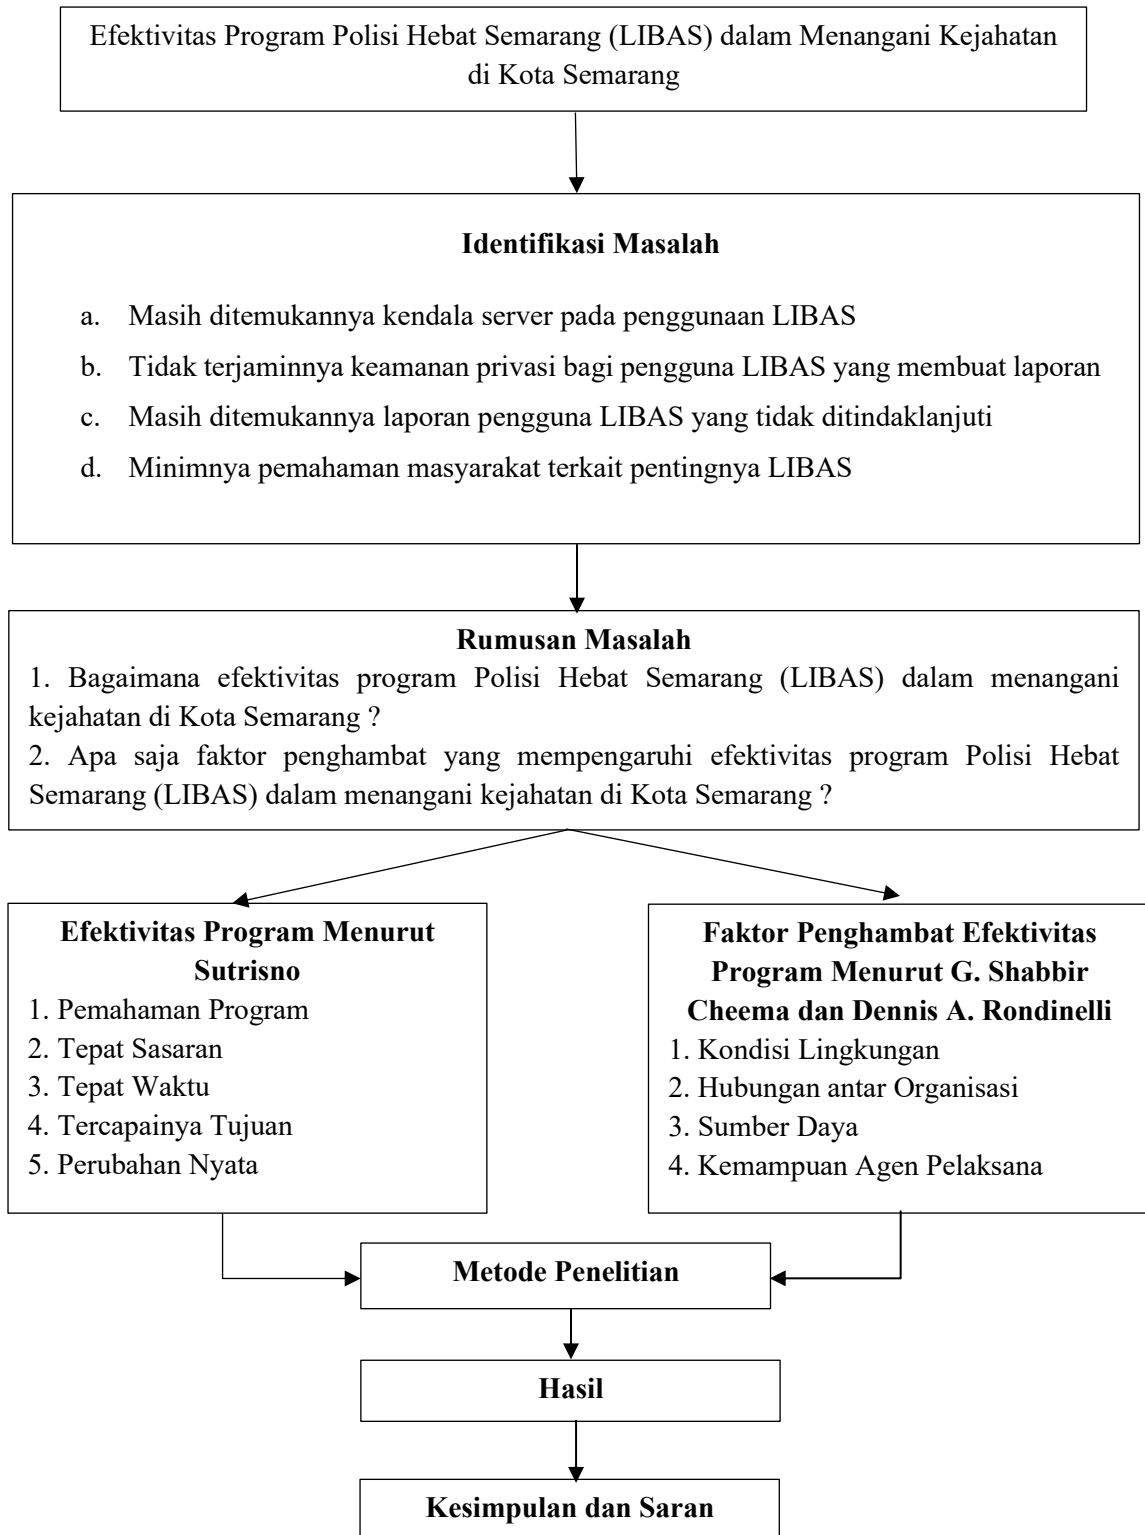 Efektivitas Program Polisi Hebat Semarang (LIBAS) dalam Menangani Kejahatan
di Kota Semarang
Identifikasi Masalah
a. Masih ditemukannya kendala server pada penggunaan LIBAS
b. Tidak terjaminnya keamanan privasi bagi pengguna LIBAS yang membuat laporan
c. Masih ditemukannya laporan pengguna LIBAS yang tidak ditindaklanjuti
d. Minimnya pemahaman masyarakat terkait pentingnya LIBAS
Rumusan Masalah
1. Bagaimana efektivitas program Polisi Hebat Semarang (LIBAS) dalam menangani
kejahatan di Kota Semarang ?
2. Apa saja faktor penghambat yang mempengaruhi efektivitas program Polisi Hebat
Semarang (LIBAS) dalam menangani kejahatan di Kota Semarang ?
Efektivitas Program Menurut
Sutrisno
1. Pemahaman Program
2. Tepat Sasaran
3. Tepat Waktu
4. Tercapainya Tujuan
5. Perubahan Nyata
Faktor Penghambat Efektivitas
Program Menurut G. Shabbir
Cheema dan Dennis A. Rondinelli
1. Kondisi Lingkungan
2. Hubungan antar Organisasi
3. Sumber Daya
4. Kemampuan Agen Pelaksana
Metode Penelitian
Hasil
Kesimpulan dan Saran